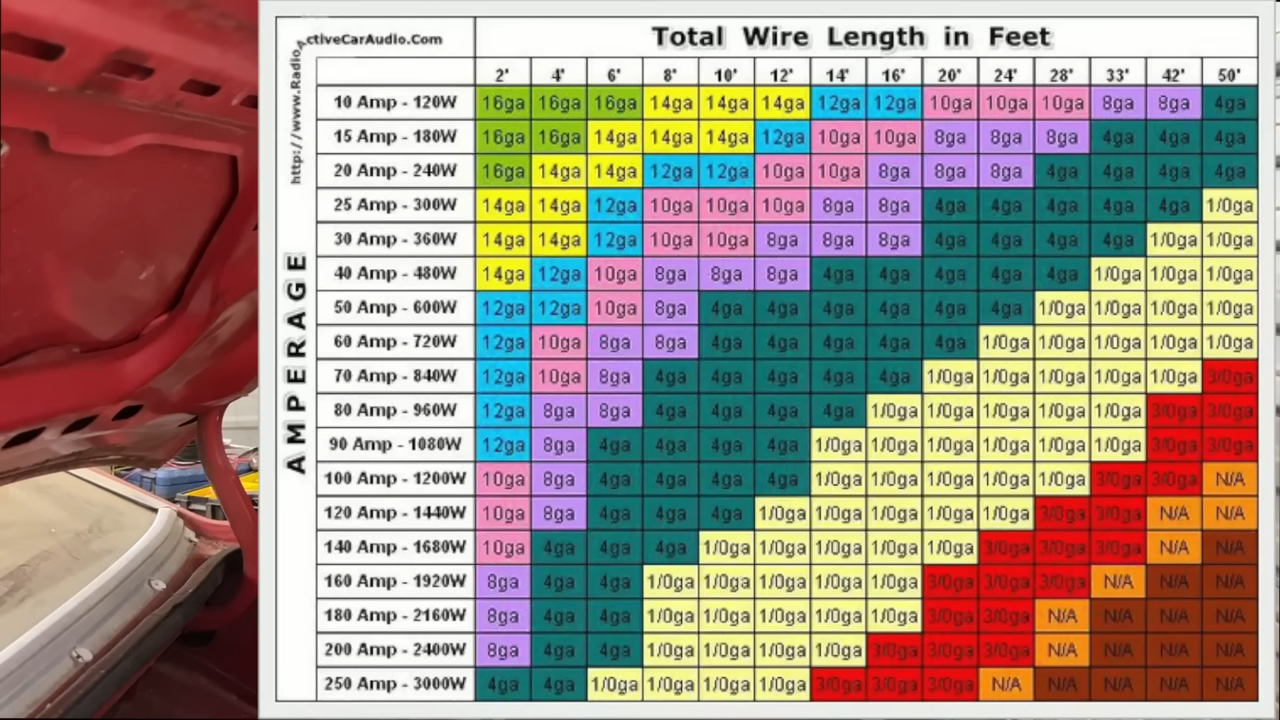 ctiveCarAudio.Com
http://www.RadioA
Total Wire Length in Feet
AMPERAGE
2' 4' 6' 8' 10' 12' 14' 16' 20' 24' 28' 33' 42' 50'
10 Amp - 120W 16ga 16ga 16ga 14ga 14ga 14ga 12ga 12ga 10ga 10ga 10ga 8ga 8ga 4ga
15 Amp - 180W 16ga 16ga 14ga 14ga 14ga 12ga 10ga 10ga 8ga 8ga 8ga 4ga 4ga 4ga
20 Amp - 240W 16ga 14ga 14ga 12ga 12ga 10ga 10ga 8ga 8ga 8ga 4ga 4ga 4ga 4ga
25 Amp - 300W 14ga 14ga 12ga 10ga 10ga 10ga 8ga 8ga 4ga 4ga 4ga 4ga 4ga 1/0ga
30 Amp - 360W 14ga 14ga 12ga 10ga 10ga 8ga 8ga 8ga 4ga 4ga 4ga 4ga 1/0ga 1/0ga
40 Amp - 480W 14ga 12ga 10ga 8ga 8ga 8ga 4ga 4ga 4ga 4ga 4ga 1/0ga 1/0ga 1/0ga
50 Amp - 600W 12ga 12ga 10ga 8ga 4ga 4ga 4ga 4ga 4ga 4ga 1/0ga 1/0ga 1/0ga 1/0ga
60 Amp - 720W 12ga 10ga 8ga 8ga 4ga 4ga 4ga 4ga 4ga 1/0ga 1/0ga 1/0ga 1/0ga 1/0ga
70 Amp - 840W 12ga 10ga 8ga 4ga 4ga 4ga 4ga 4ga 1/0ga 1/0ga 1/0ga 1/0ga 1/0ga 3/0ga
80 Amp - 960W 12ga 8ga 8ga 4ga 4ga 4ga 4ga 1/0ga 1/0ga 1/0ga 1/0ga 1/0ga 3/0ga 3/0ga
90 Amp - 1080W 12ga 8ga 4ga 4ga 4ga 4ga 1/0ga 1/0ga 1/0ga 1/0ga 1/0ga 1/0ga 3/0ga 3/0ga
100 Amp - 1200W 10ga 8ga 4ga 4ga 4ga 4ga 1/0ga 1/0ga 1/0ga 1/0ga 1/0ga 3/0ga 3/0ga N/A
120 Amp - 1440W 10ga 8ga 4ga 4ga 4ga 1/0ga 1/0ga 1/0ga 1/0ga 1/0ga 3/0ga 3/0ga N/A N/A
140 Amp - 1680W 10ga 4ga 4ga 4ga 1/0ga 1/0ga 1/0ga 1/0ga 1/0ga 3/0ga 3/0ga 3/0ga N/A N/A
160 Amp - 1920W 8ga 4ga 4ga 1/0ga 1/0ga 1/0ga 1/0ga 1/0ga 3/0ga 3/0ga 3/0ga N/A N/A N/A
180 Amp - 2160W 8ga 4ga 4ga 1/0ga 1/0ga 1/0ga 1/0ga 1/0ga 3/0ga 3/0ga N/A N/A N/A N/A
200 Amp - 2400W 8ga 4ga 4ga 1/0ga 1/0ga 1/0ga 1/0ga 3/0ga 3/0ga 3/0ga N/A N/A N/A N/A
250 Amp - 3000W 4ga 4ga 1/0ga 1/0ga 1/0ga 1/0ga 3/0ga 3/0ga 3/0ga N/A N/A N/A N/A N/A